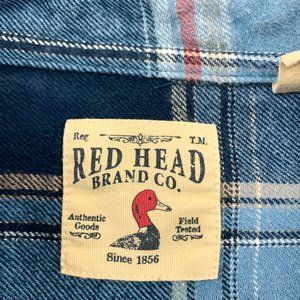 Reg. T.M.
RED HEAD
BRAND CO.
Authentic Field
Goods Tested
Since 1856